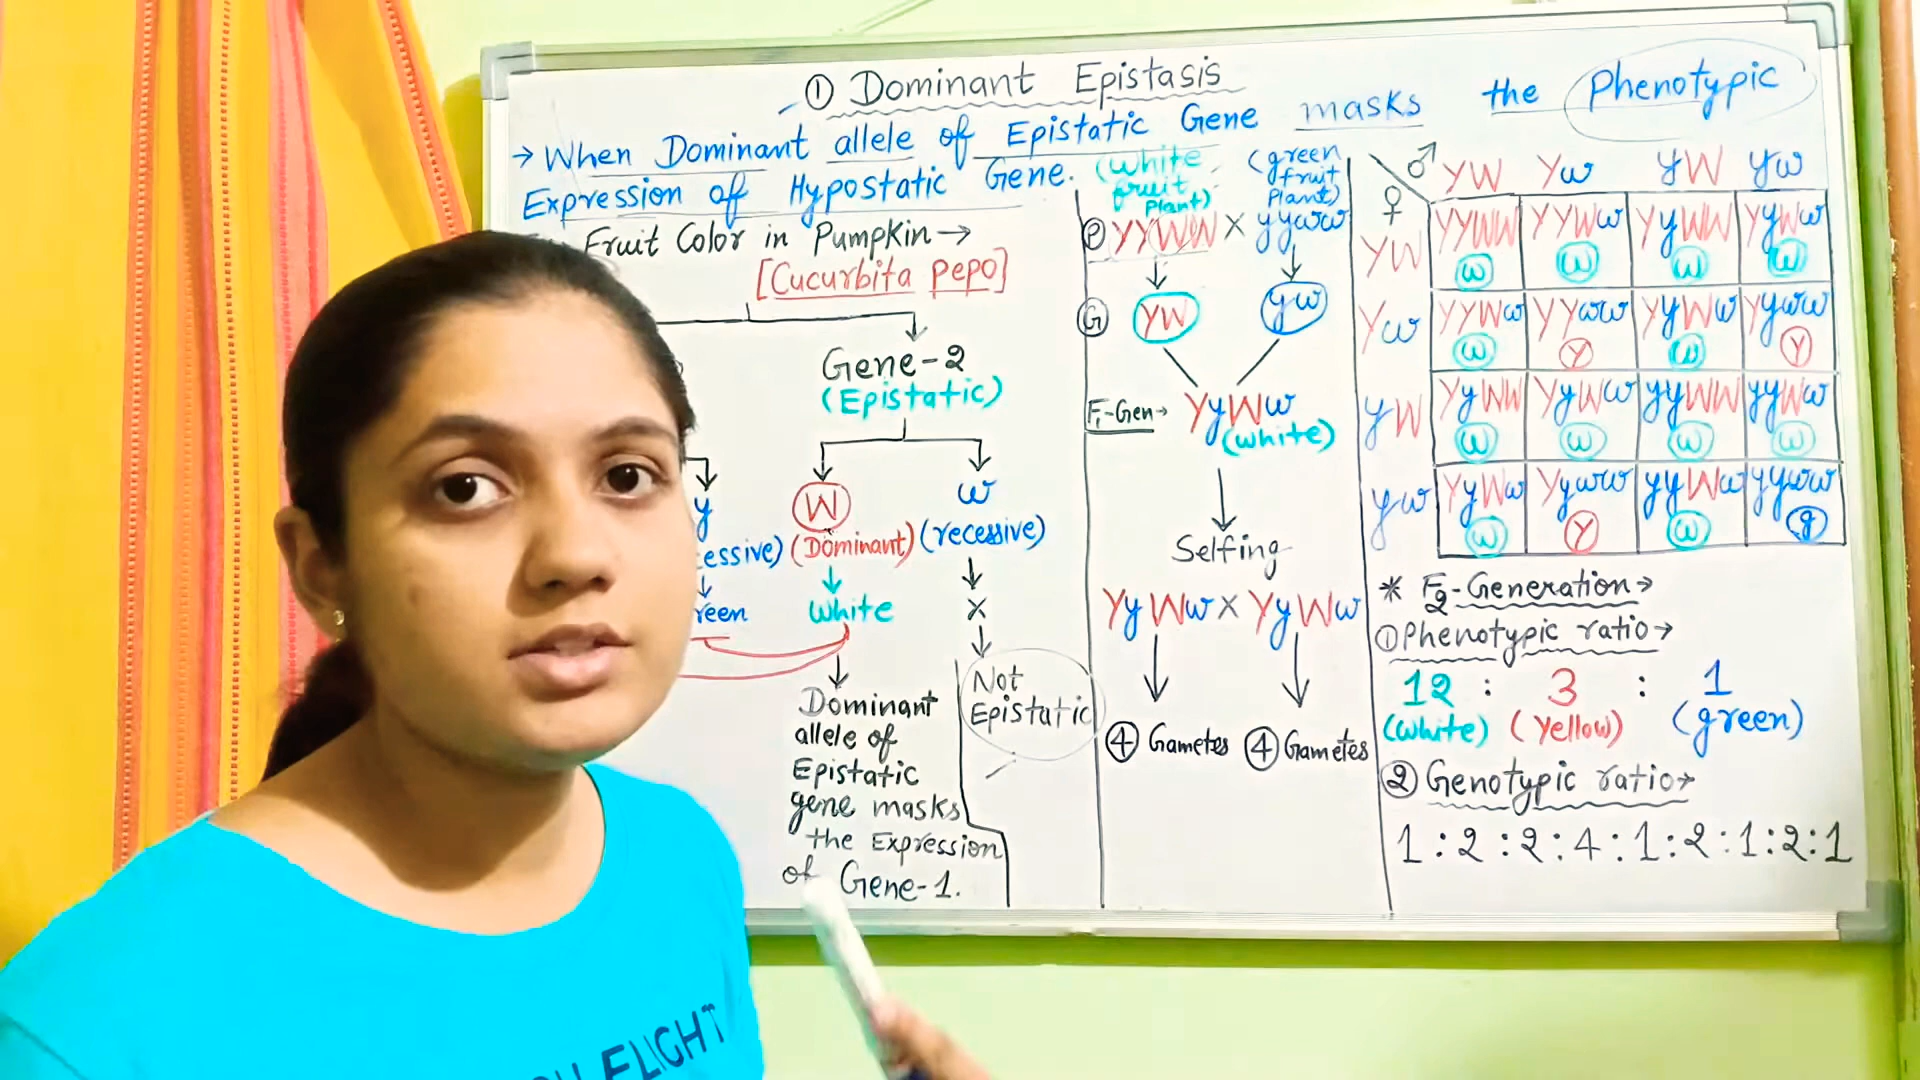 ① Dominant Epistasis
→ When Dominant allele of Epistatic Gene masks the Phenotypic
Expression of Hypostatic Gene.
Fruit Color in Pumpkin →
[Cucurbita pepo]
Gene-2
(Epistatic)
y W w
essive) (Dominant) (recessive)
reen White ×
Not
Epistatic
Dominant
allele of
Epistatic
gene masks
the Expression
of Gene-1.
(white fruit Plant) (green fruit Plant)
Ⓟ YYWW × yyww
Ⓖ YW yw
F1-Gen→ YyWw
(white)
Selfing
YyWw × YyWw
④ Gametes ④ Gametes
♂ YW Yw yW yw
♀
YW YYWW YYWw YyWW YyWw
W W W W
Yw YYWw YYww YyWw Yyww
W Y W Y
yW YyWW YyWw yyWW yyWw
W W W W
yw YyWw Yyww yyWw yyww
W Y W g
* F2-Generation→
① Phenotypic ratio→
12 : 3 : 1
(white) (yellow) (green)
② Genotypic ratio→
1 : 2 : 2 : 4 : 1 : 2 : 1 : 2 : 1
FLIGHT